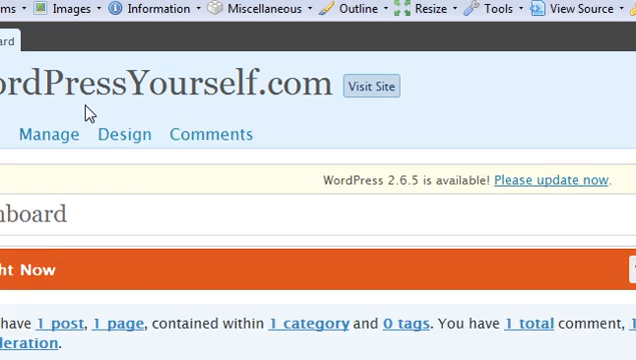 ms Images Information Miscellaneous Outline Resize Tools View Source
ard
ordPressYourself.com Visit Site
Manage Design Comments
WordPress 2.6.5 is available! Please update now.
hboard
ht Now
have 1 post, 1 page, contained within 1 category and 0 tags. You have 1 total comment, 1
leration.